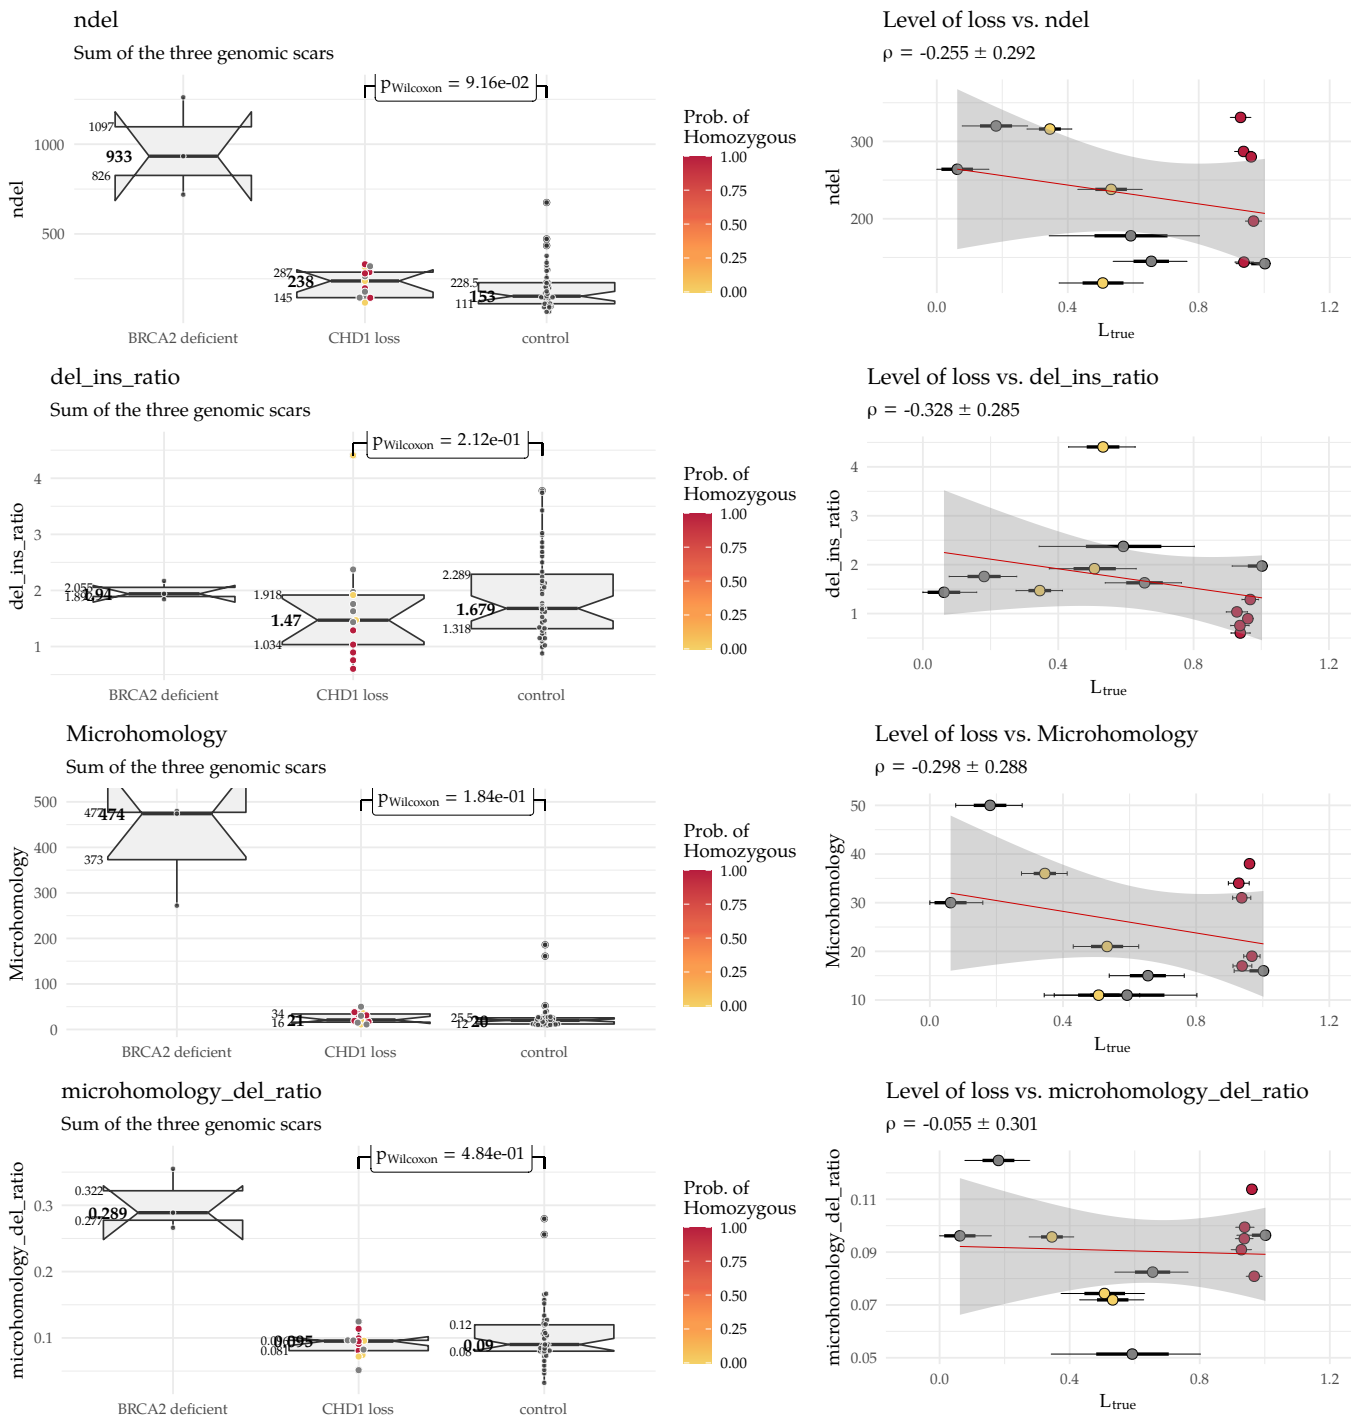 ndel
Sum of the three genomic scars
pWilcoxon = 9.16e-02
1000
500
ndel
1097
933
826
287
238
145
228.5
153
111
BRCA2 deficient
CHD1 loss
control
Prob. of
Homozygous
1.00
0.75
0.50
0.25
0.00
Level of loss vs. ndel
ρ = -0.255 ± 0.292
300
200
ndel
0.0
0.4
0.8
1.2
Ltrue
del_ins_ratio
Sum of the three genomic scars
pWilcoxon = 2.12e-01
4
3
2
1
del_ins_ratio
2.055
1.94
1.918
1.47
1.034
2.289
1.679
1.318
BRCA2 deficient
CHD1 loss
control
Prob. of
Homozygous
1.00
0.75
0.50
0.25
0.00
Level of loss vs. del_ins_ratio
ρ = -0.328 ± 0.285
4
3
2
1
del_ins_ratio
0.0
0.4
0.8
1.2
Ltrue
Microhomology
Sum of the three genomic scars
pWilcoxon = 1.84e-01
500
400
300
200
100
0
Microhomology
477
474
373
34
21
16
25.5
20
12
BRCA2 deficient
CHD1 loss
control
Prob. of
Homozygous
1.00
0.75
0.50
0.25
0.00
Level of loss vs. Microhomology
ρ = -0.298 ± 0.288
50
40
30
20
10
Microhomology
0.0
0.4
0.8
1.2
Ltrue
microhomology_del_ratio
Sum of the three genomic scars
pWilcoxon = 4.84e-01
0.3
0.2
0.1
microhomology_del_ratio
0.322
0.289
0.277
0.095
0.081
0.12
0.09
0.08
BRCA2 deficient
CHD1 loss
control
Prob. of
Homozygous
1.00
0.75
0.50
0.25
0.00
Level of loss vs. microhomology_del_ratio
ρ = -0.055 ± 0.301
0.11
0.09
0.07
0.05
microhomology_del_ratio
0.0
0.4
0.8
1.2
Ltrue